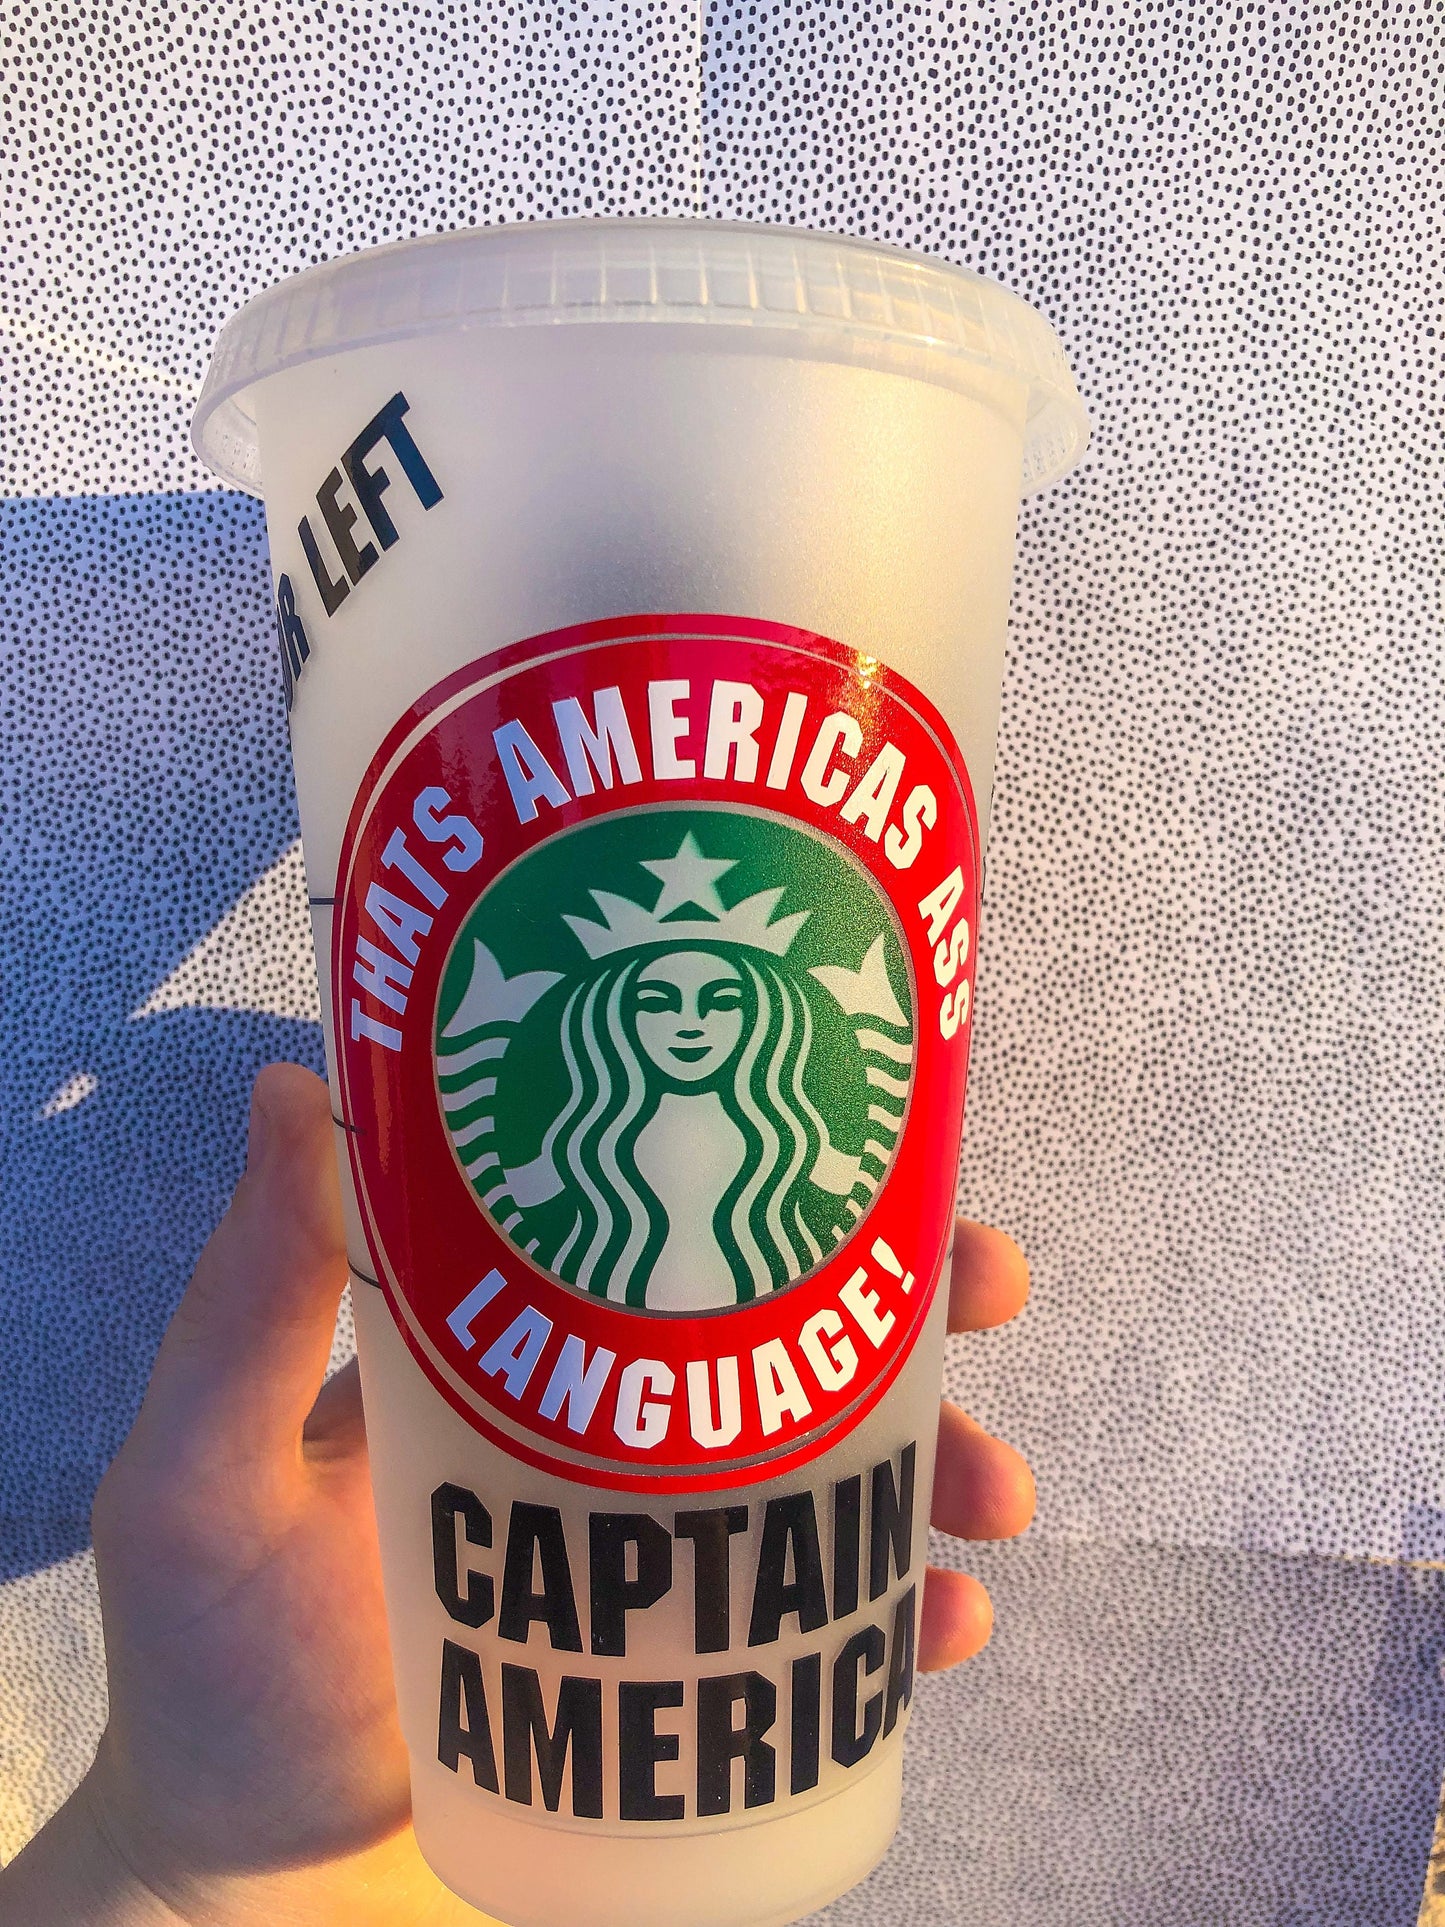 LEFT
THATS AMERICAS ASS
LANGUAGE!
CAPTAIN
AMERICA